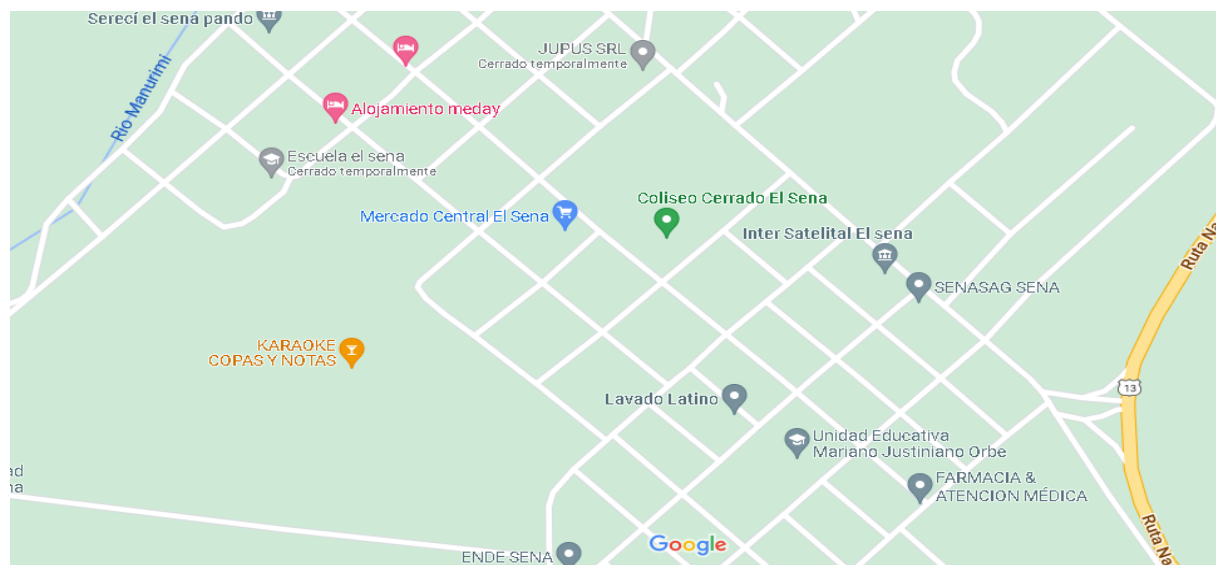 Serecí el sena pando
Rio Manurimi
JUPUS SRL
Cerrado temporalmente
Alojamiento meday
Escuela el sena
Cerrado temporalmente
Mercado Central El Sena
Coliseo Cerrado El Sena
Inter Satelital El sena
SENASAG SENA
Ruta Na
KARAOKE
COPAS Y NOTAS
13
Lavado Latino
Unidad Educativa
Mariano Justiniano Orbe
ad
na
FARMACIA &
ATENCION MÉDICA
Google
ENDE SENA
Ruta Na